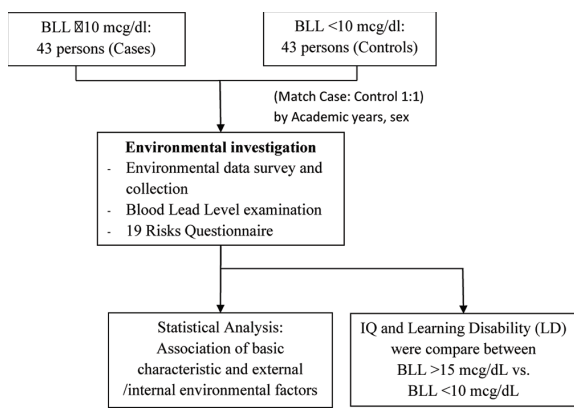 BLL 10 mcg/dl:
43 persons (Cases)
BLL <10 mcg/dl:
43 persons (Controls)
(Match Case: Control 1:1)
by Academic years, sex
Environmental investigation
- Environmental data survey and
collection
- Blood Lead Level examination
- 19 Risks Questionnaire
Statistical Analysis:
Association of basic
characteristic and external
/internal environmental factors
IQ and Learning Disability (LD)
were compare between
BLL >15 mcg/dL vs.
BLL <10 mcg/dL